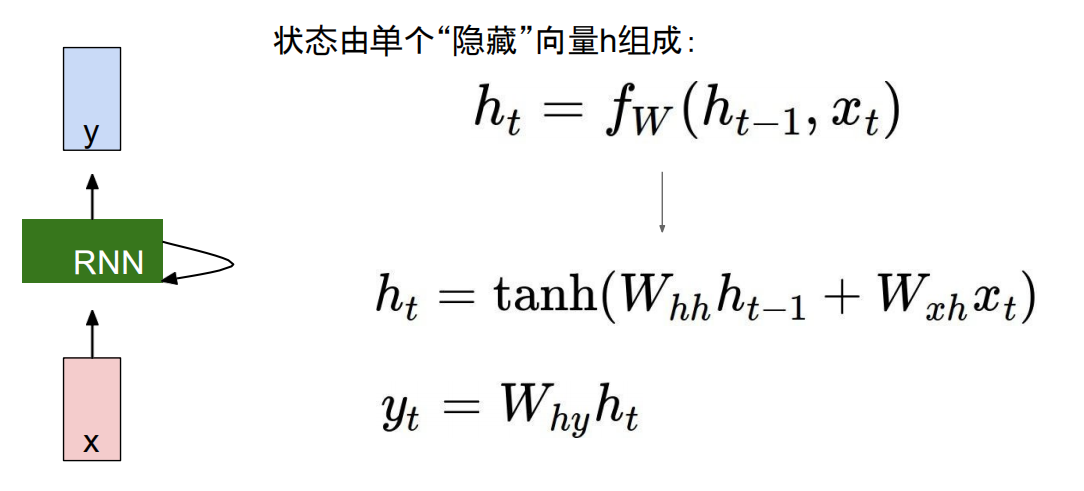 状态由单个“隐藏”向量h组成:
h_t = f_W(h_{t-1}, x_t)
y
RNN
h_t = tanh(W_{hh}h_{t-1} + W_{xh}x_t)
y_t = W_{hy}h_t
x